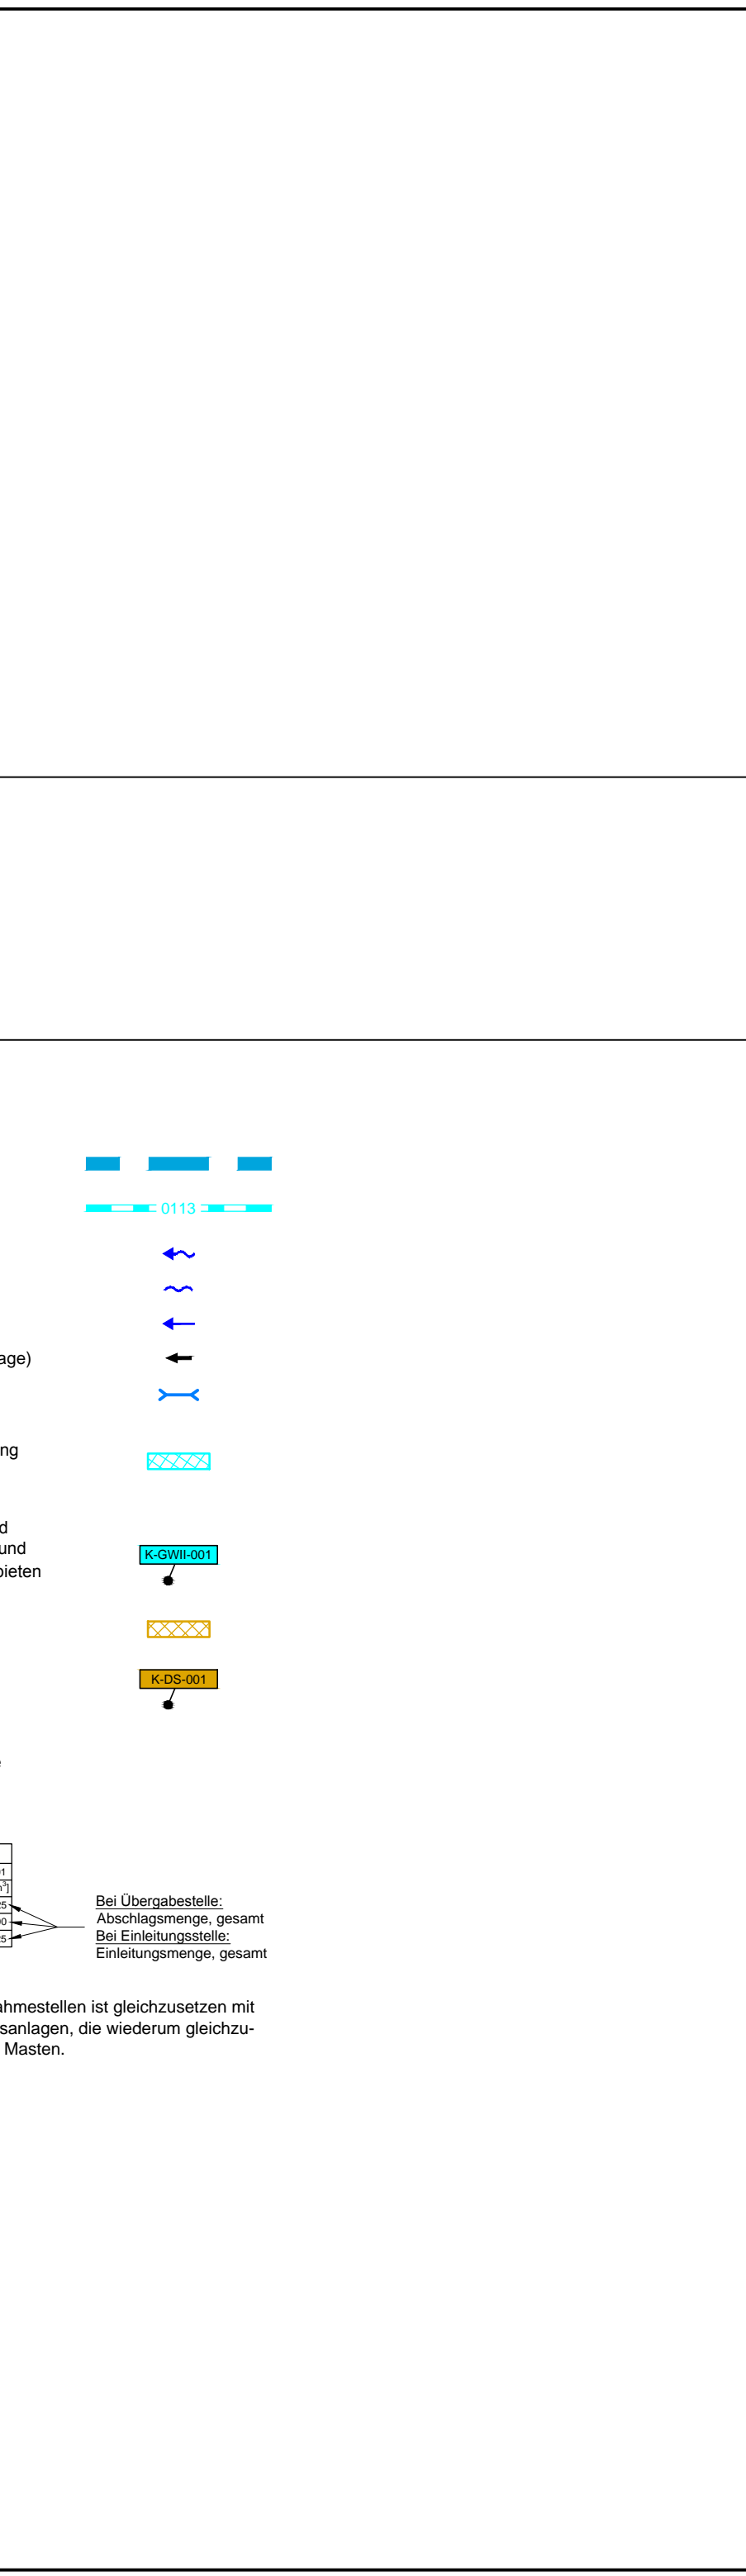 0113
age)
ng
d
und
bieten
K-GWII-001
K-DS-001
Bei Übergabestelle:
Abschlagsmenge, gesamt
Bei Einleitungsstelle:
Einleitungsmenge, gesamt
ahmestellen ist gleichzusetzen mit
sanlagen, die wiederum gleichzu-
Masten.